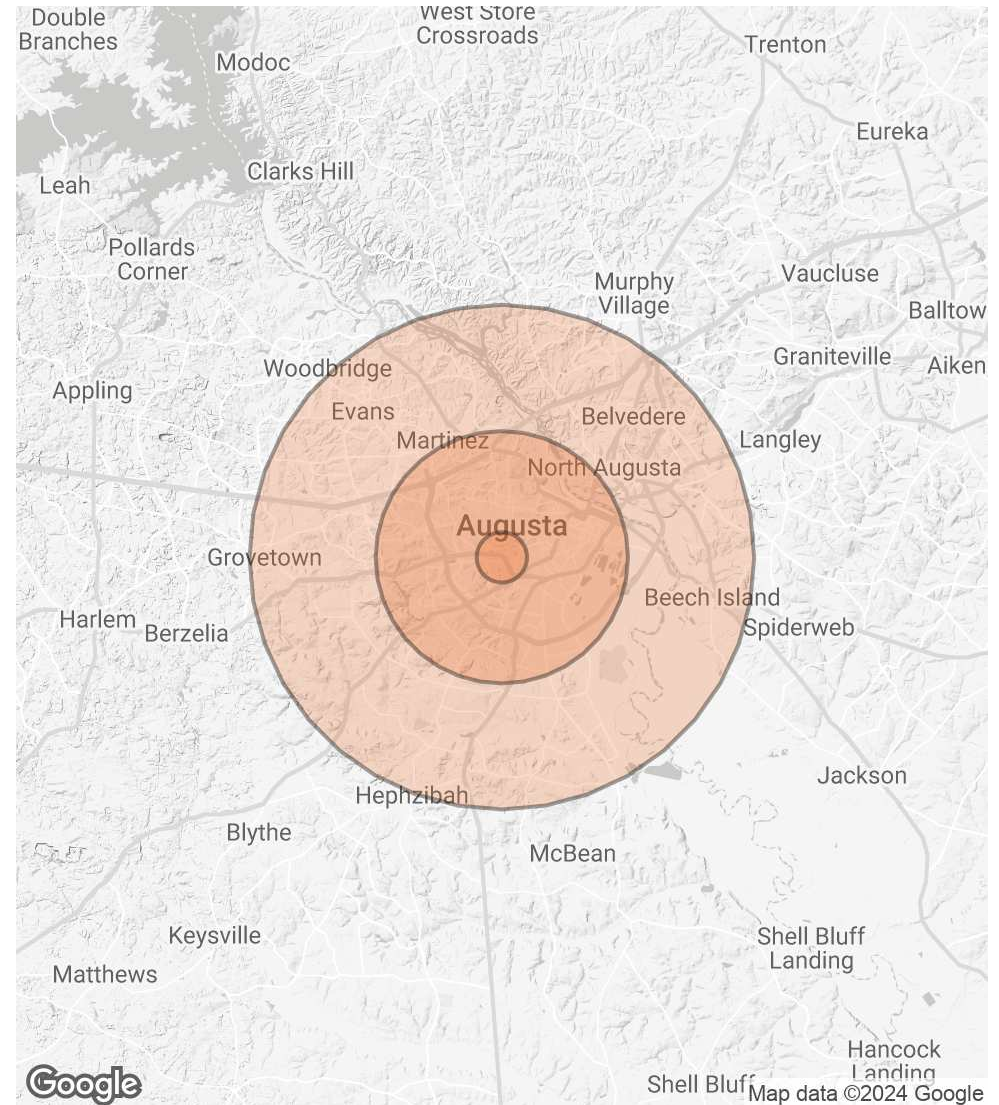 Double
Branches
West Store
Crossroads
Trenton
Modoc
Eureka
Clarks Hill
Leah
Pollards
Corner
Vaucluse
Murphy
Village
Balltow
Graniteville
Aiken
Woodbridge
Appling
Evans
Belvedere
Martinez
Langley
North Augusta
Augusta
Grovetown
Beech Island
Harlem
Spiderweb
Berzelia
Jackson
Hephzibah
Blythe
McBean
Keysville
Shell Bluff
Landing
Matthews
Hancock
Landing
Google
Shell Bluff
Map data ©2024 Google